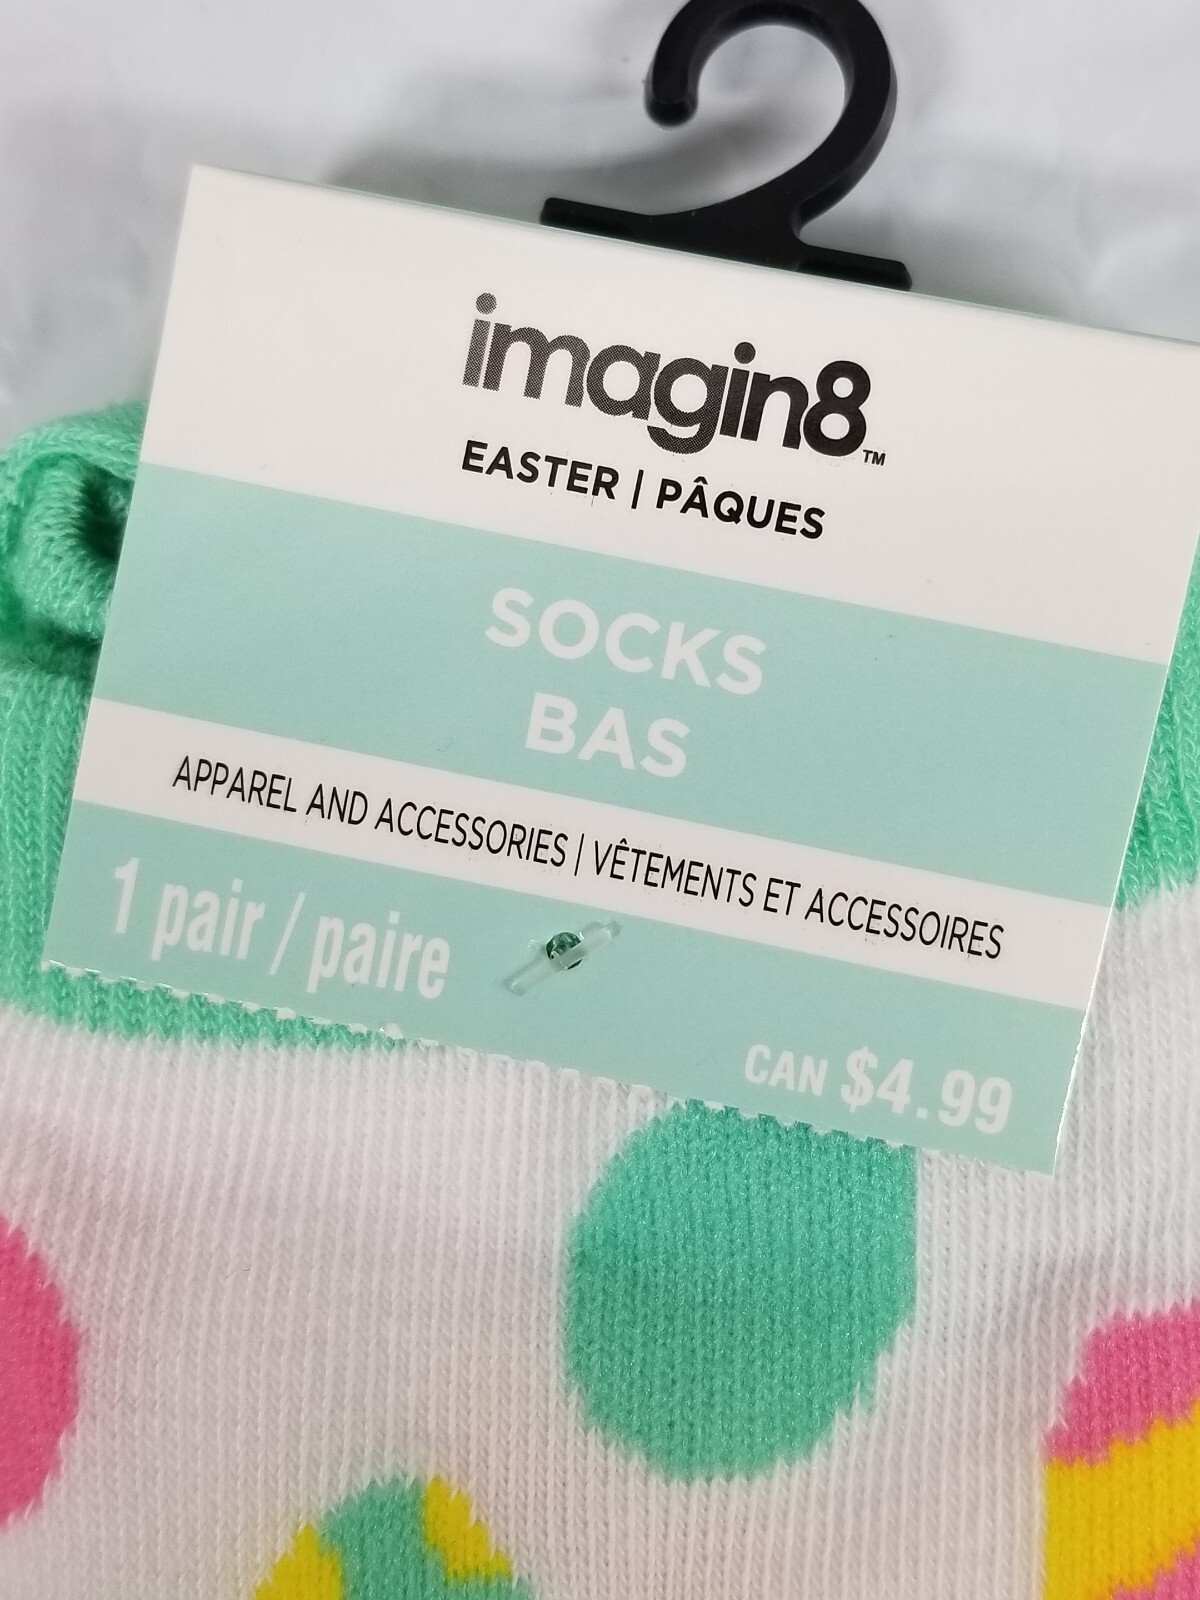 imagin8™
EASTER | PÂQUES
SOCKS
BAS
APPAREL AND ACCESSORIES | VÊTEMENTS ET ACCESSOIRES
1 pair / paire
CAN $4.99